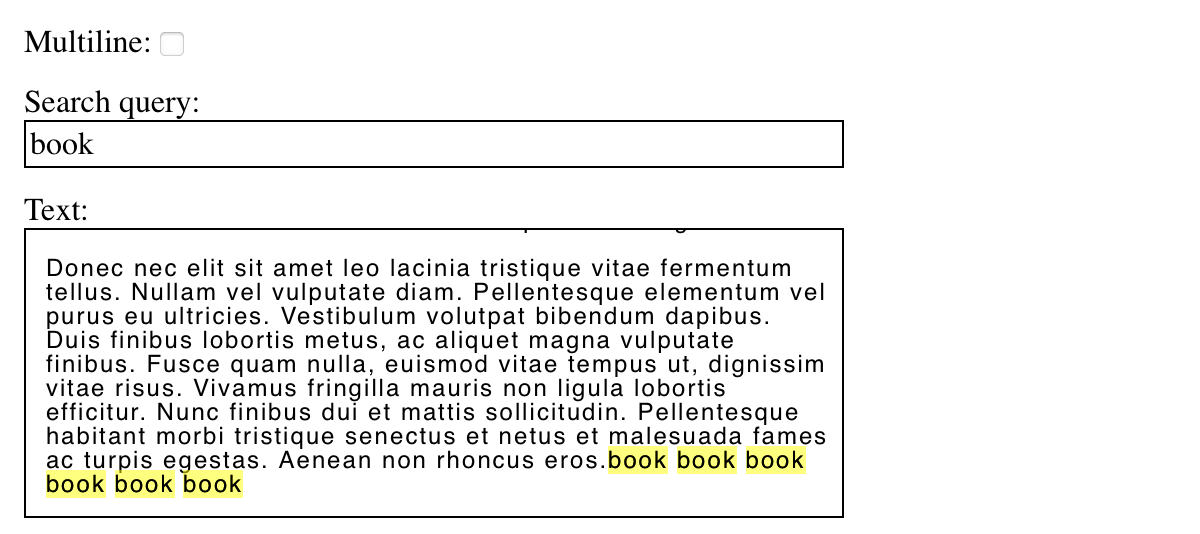 Multiline:
Search query:
book
Text:
Donec nec elit sit amet leo lacinia tristique vitae fermentum
tellus. Nullam vel vulputate diam. Pellentesque elementum vel
purus eu ultricies. Vestibulum volutpat bibendum dapibus.
Duis finibus lobortis metus, ac aliquet magna vulputate
finibus. Fusce quam nulla, euismod vitae tempus ut, dignissim
vitae risus. Vivamus fringilla mauris non ligula lobortis
efficitur. Nunc finibus dui et mattis sollicitudin. Pellentesque
habitant morbi tristique senectus et netus et malesuada fames
ac turpis egestas. Aenean non rhoncus eros.book book book
book book book